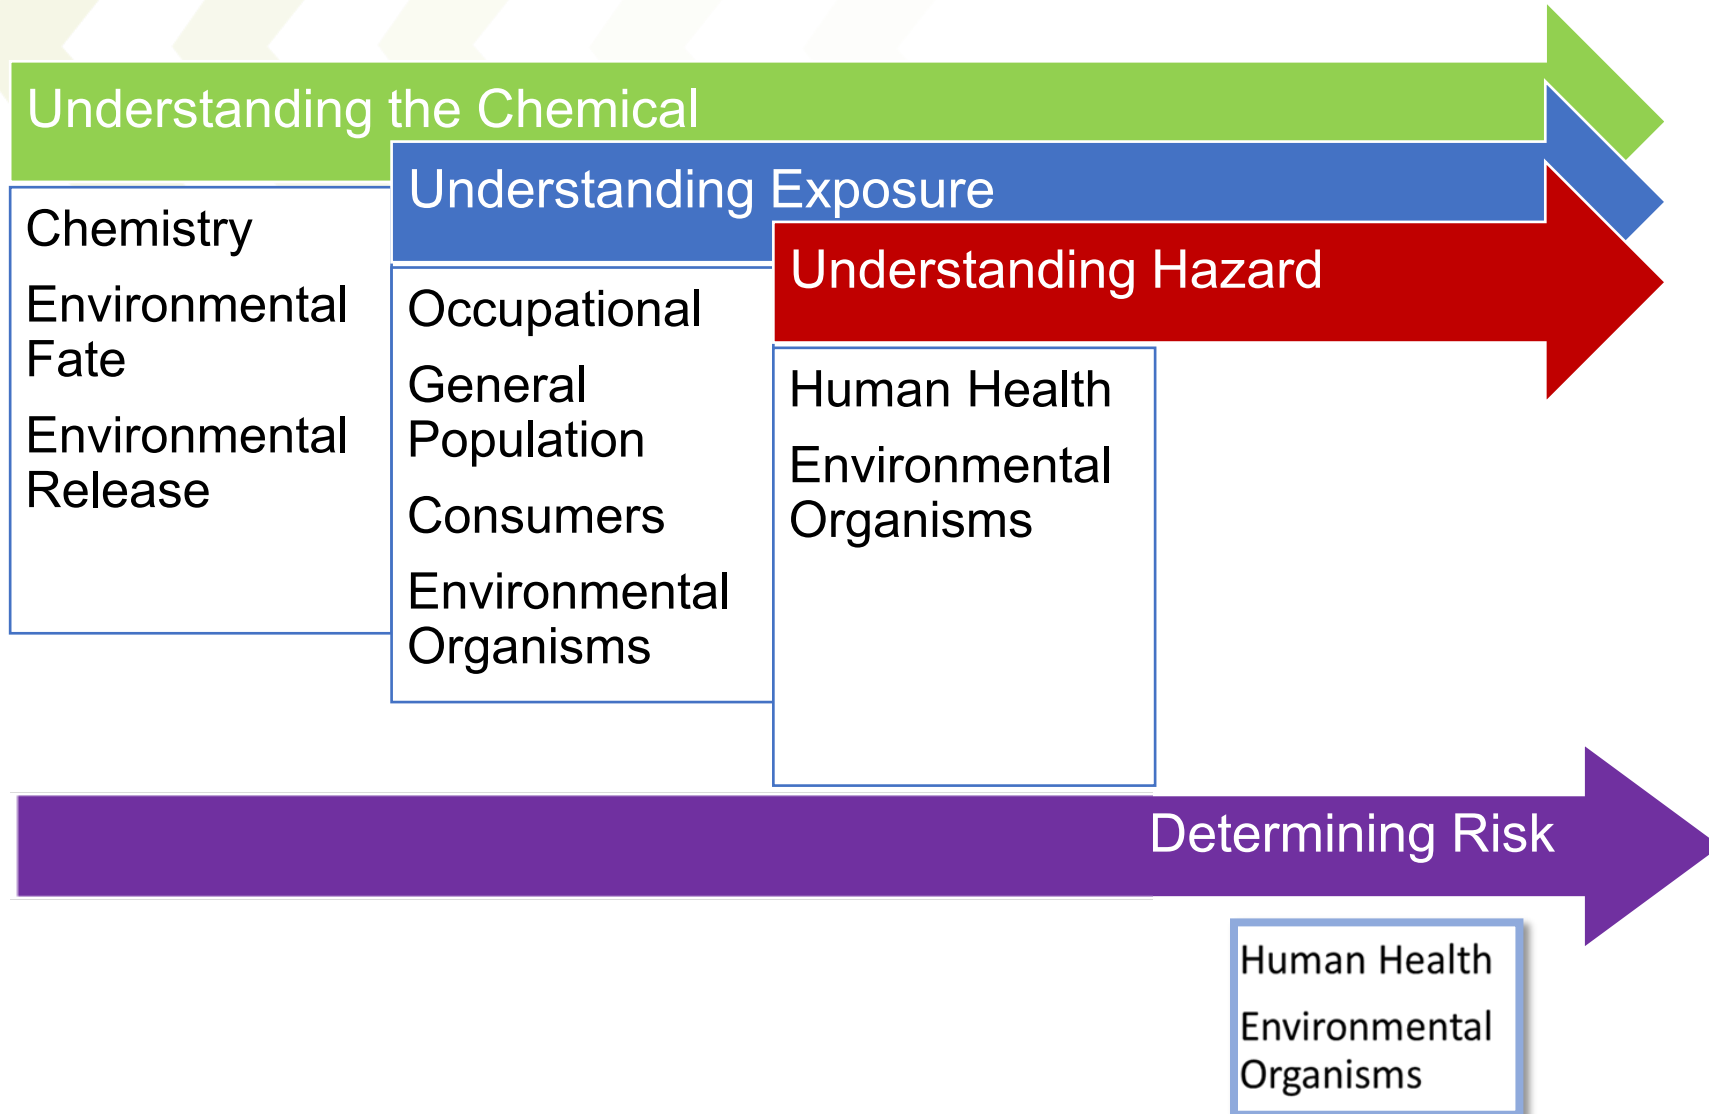 Understanding the Chemical
Chemistry
Environmental
Fate
Environmental
Release
Understanding Exposure
Occupational
General
Population
Consumers
Environmental
Organisms
Understanding Hazard
Human Health
Environmental
Organisms
Determining Risk
Human Health
Environmental
Organisms